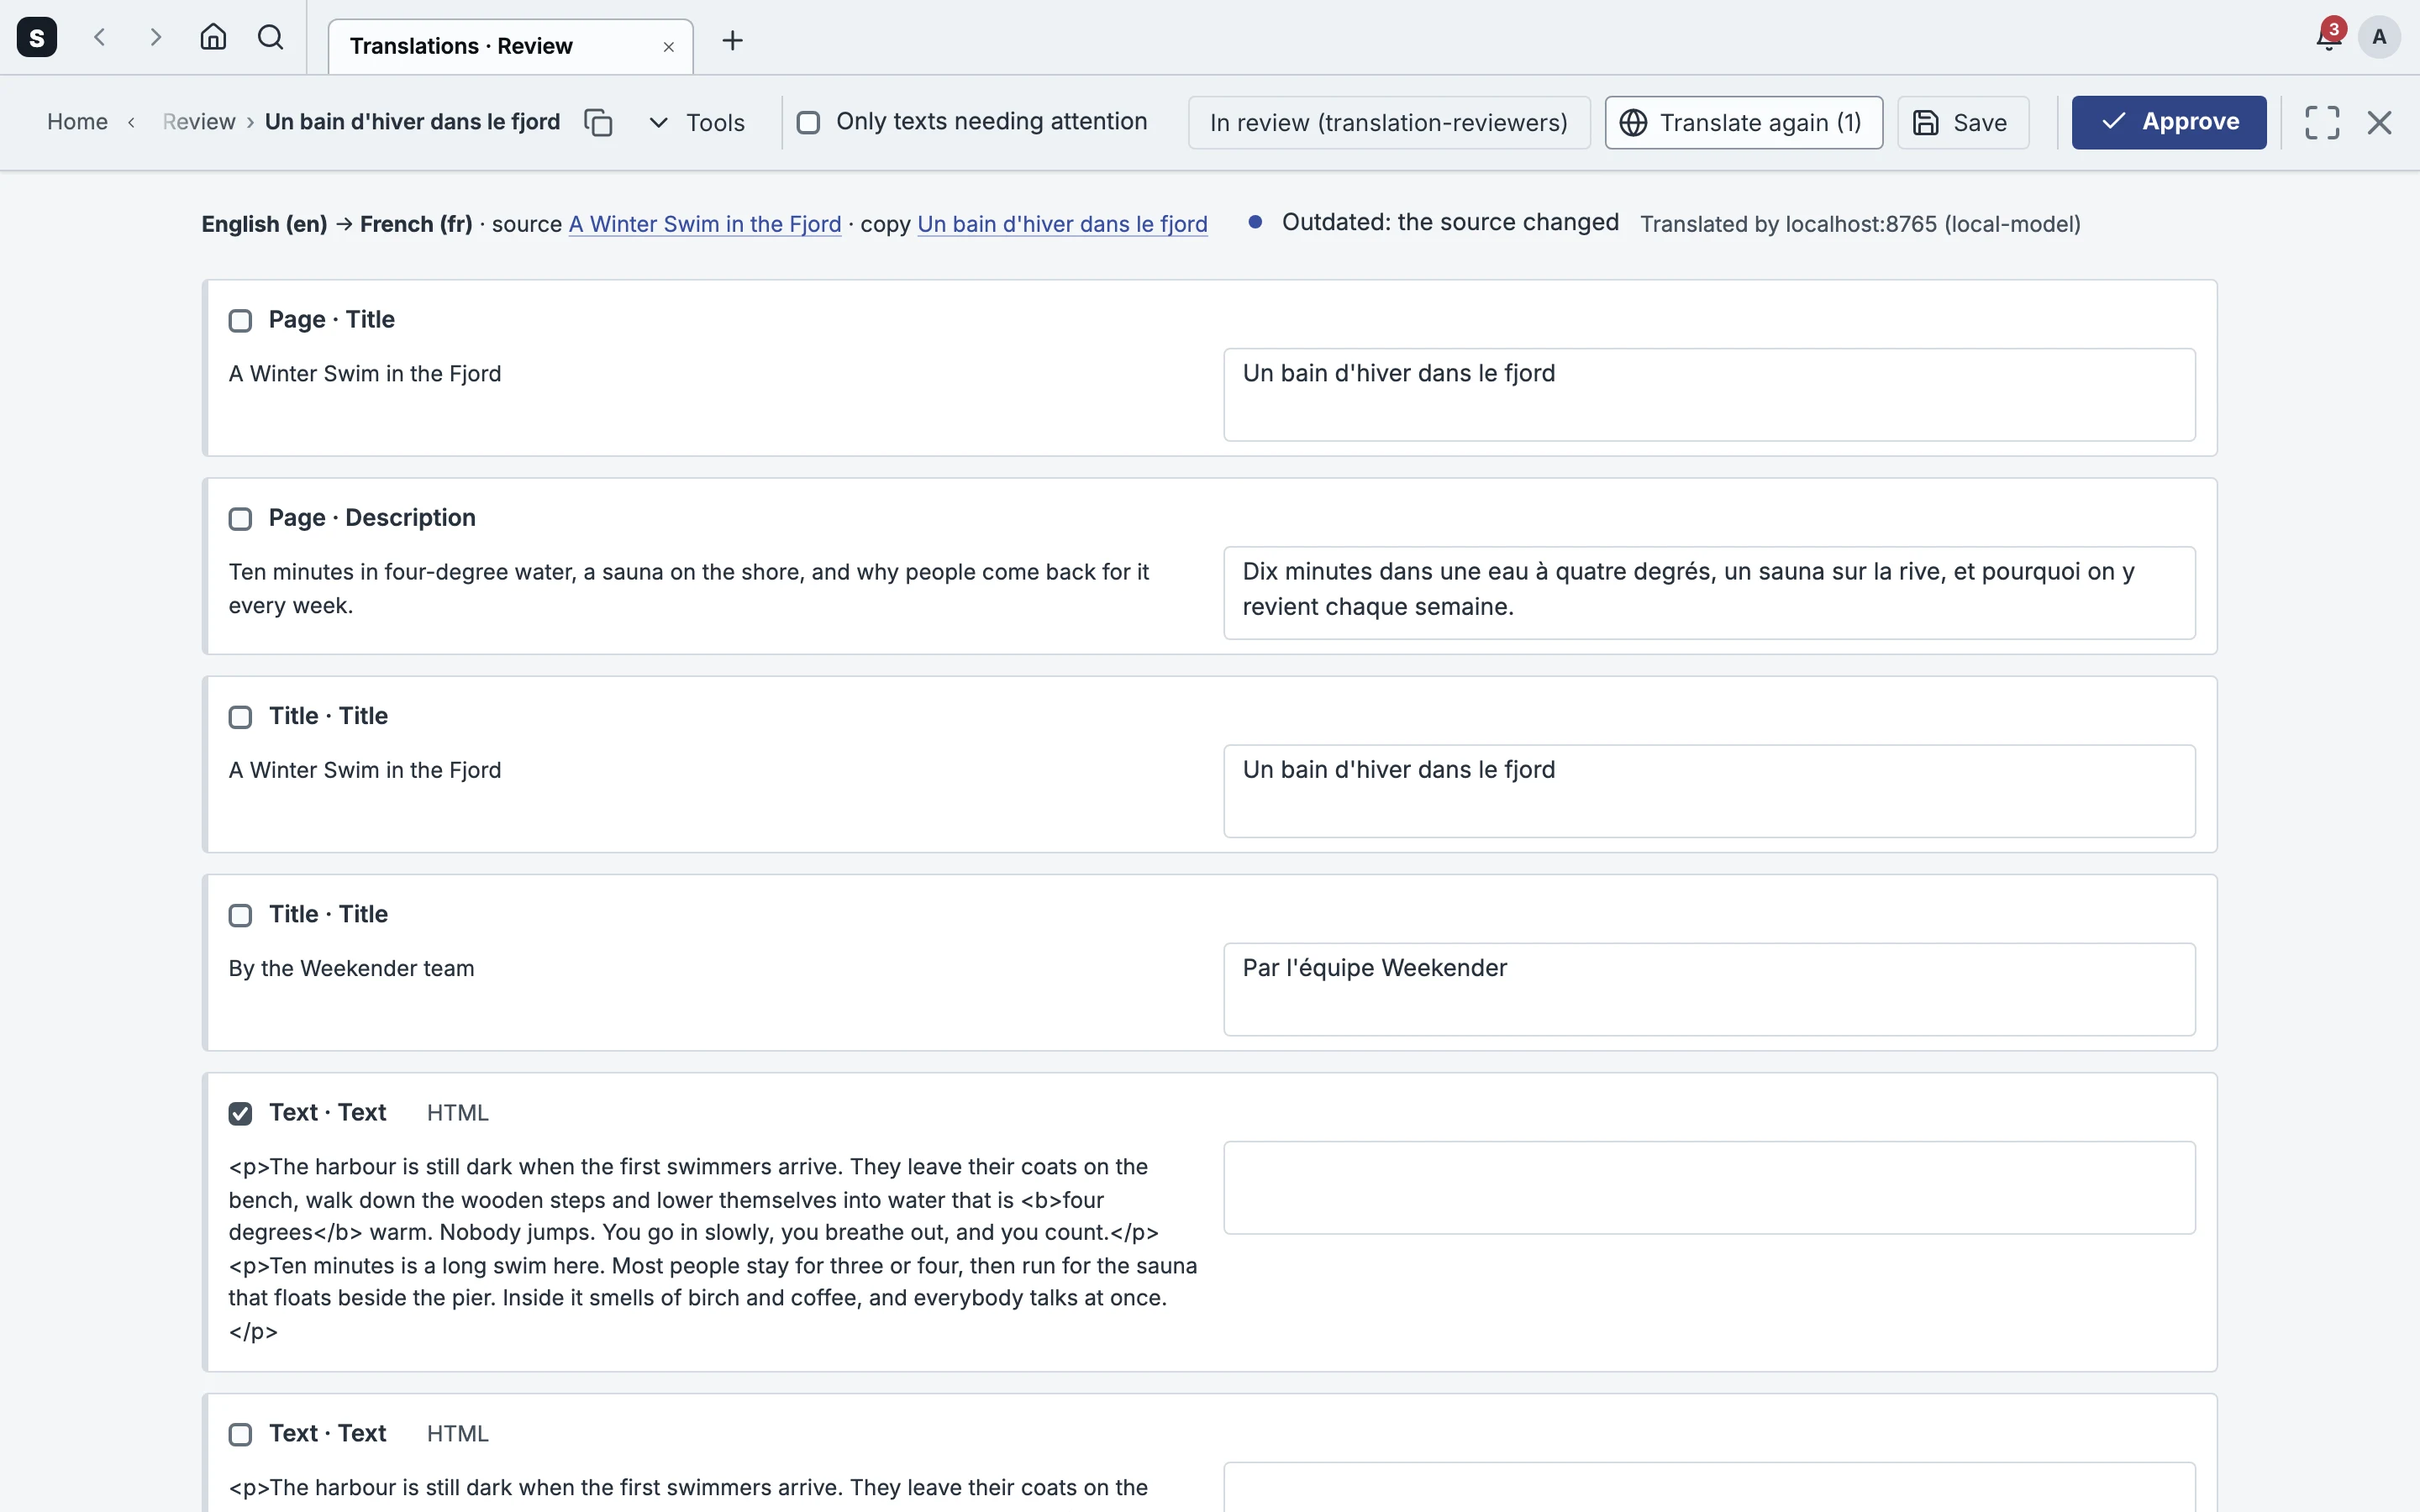 S
Translations · Review
3
A
Home
Review
Un bain d'hiver dans le fjord
Tools
Only texts needing attention
In review (translation-reviewers)
Translate again (1)
Save
Approve
English (en) → French (fr) · source A Winter Swim in the Fjord · copy Un bain d'hiver dans le fjord
Outdated: the source changed
Translated by localhost:8765 (local-model)
Page · Title
A Winter Swim in the Fjord
Un bain d'hiver dans le fjord
Page · Description
Ten minutes in four-degree water, a sauna on the shore, and why people come back for it
every week.
Dix minutes dans une eau à quatre degrés, un sauna sur la rive, et pourquoi on y
revient chaque semaine.
Title · Title
A Winter Swim in the Fjord
Un bain d'hiver dans le fjord
Title · Title
By the Weekender team
Par l'équipe Weekender
Text · Text HTML
<p>The harbour is still dark when the first swimmers arrive. They leave their coats on the
bench, walk down the wooden steps and lower themselves into water that is <b>four
degrees</b> warm. Nobody jumps. You go in slowly, you breathe out, and you count.</p>
<p>Ten minutes is a long swim here. Most people stay for three or four, then run for the sauna
that floats beside the pier. Inside it smells of birch and coffee, and everybody talks at once.
</p>
Text · Text HTML
<p>The harbour is still dark when the first swimmers arrive. They leave their coats on the